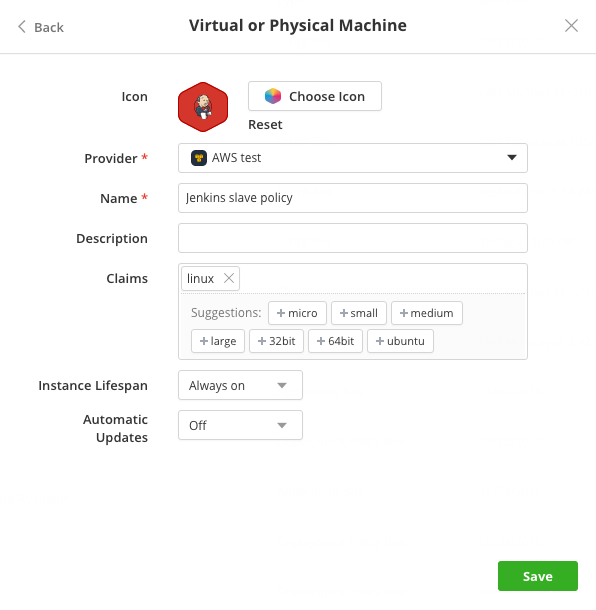 Back
Virtual or Physical Machine
Icon
Choose Icon
Reset
Provider *
AWS test
Name *
Jenkins slave policy
Description
Claims
linux
Suggestions: + micro + small + medium
+ large + 32bit + 64bit + ubuntu
Instance Lifespan
Always on
Automatic
Updates
Off
Save